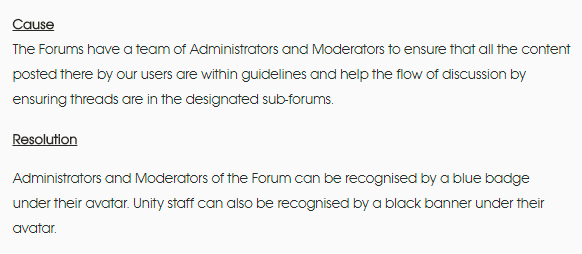 Cause
The Forums have a team of Administrators and Moderators to ensure that all the content
posted there by our users are within guidelines and help the flow of discussion by
ensuring threads are in the designated sub-forums.
Resolution
Administrators and Moderators of the Forum can be recognised by a blue badge
under their avatar. Unity staff can also be recognised by a black banner under their
avatar.